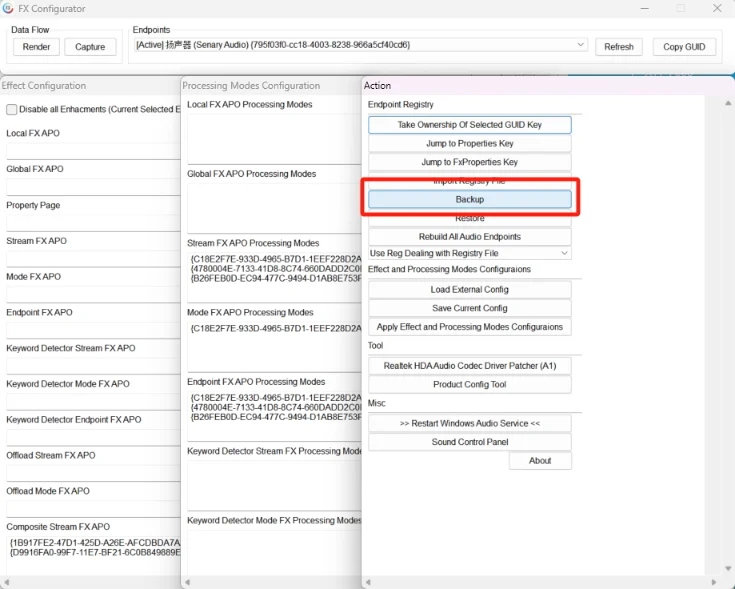 FX Configurator
Data Flow
Render
Capture
Endpoints
[Active] 扬声器 (Senary Audio) {795f03f0-cc18-4003-8238-966a5cf40cd6}
Refresh
Copy GUID
Effect Configuration
Disable all Enhacments (Current Selected E
Local FX APO
Global FX APO
Property Page
Stream FX APO
Mode FX APO
Endpoint FX APO
Keyword Detector Stream FX APO
Keyword Detector Mode FX APO
Keyword Detector Endpoint FX APO
Offload Stream FX APO
Offload Mode FX APO
Composite Stream FX APO
{1B917FE2-47D1-425D-A26E-AFCDBDA7A
{D9916FA0-99F7-11E7-BF21-6C0B849889E
Processing Modes Configuration
Local FX APO Processing Modes
Global FX APO Processing Modes
Stream FX APO Processing Modes
{C18E2F7E-933D-4965-B7D1-1EEF228D2A
{4780004E-7133-41D8-8C74-660DADD2C0
{B26FEB0D-EC94-477C-9494-D1AB8E753F
Mode FX APO Processing Modes
{C18E2F7E-933D-4965-B7D1-1EEF228D2A
Endpoint FX APO Processing Modes
{C18E2F7E-933D-4965-B7D1-1EEF228D2A
{4780004E-7133-41D8-8C74-660DADD2C0
{B26FEB0D-EC94-477C-9494-D1AB8E753F
Keyword Detector Stream FX Processing Mode
Keyword Detector Mode FX Processing Modes
Action
Endpoint Registry
Take Ownership Of Selected GUID Key
Jump to Properties Key
Jump to FxProperties Key
Import Registry File
Backup
Restore
Rebuild All Audio Endpoints
Use Reg Dealing with Registry File
Effect and Processing Modes Configuraions
Load External Config
Save Current Config
Apply Effect and Processing Modes Configuraions
Tool
Realtek HDA Audio Codec Driver Patcher (A1)
Product Config Tool
Misc
>> Restart Windows Audio Service <<
Sound Control Panel
About